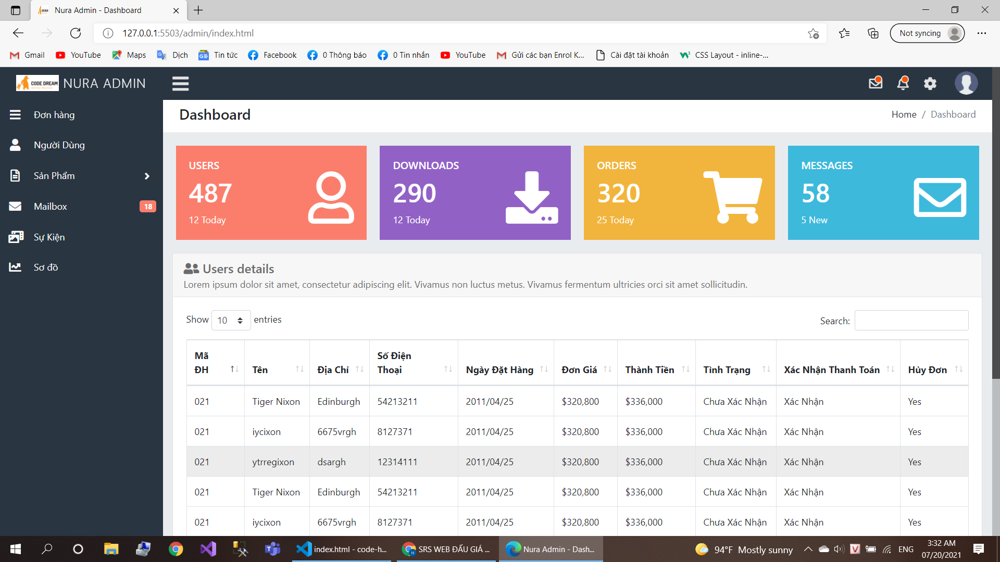 Nura Admin - Dashboard
127.0.0.1:5503/admin/index.html
Not syncing
Gmail YouTube Maps Dịch Tin tức Facebook 0 Thông báo 0 Tin nhắn YouTube Gửi các bạn Enrol K... Cài đặt tài khoản CSS Layout - inline-...
CODE DREAM NURA ADMIN
Đơn hàng
Người Dùng
Sản Phẩm
Mailbox 18
Sự Kiện
Sơ đồ
Dashboard
Home / Dashboard
USERS
487
12 Today
DOWNLOADS
290
12 Today
ORDERS
320
25 Today
MESSAGES
58
5 New
Users details
Lorem ipsum dolor sit amet, consectetur adipiscing elit. Vivamus non luctus metus. Vivamus fermentum ultricies orci sit amet sollicitudin.
Show 10 entries
Search:
Mã ĐH Tên Địa Chỉ Số Điện Thoại Ngày Đặt Hàng Đơn Giá Thành Tiền Tình Trạng Xác Nhận Thanh Toán Hủy Đơn
021 Tiger Nixon Edinburgh 54213211 2011/04/25 $320,800 $336,000 Chưa Xác Nhận Xác Nhận Yes
021 iycixon 6675vrgh 8127371 2011/04/25 $320,800 $336,000 Chưa Xác Nhận Xác Nhận Yes
021 ytrregixon dsargh 12314111 2011/04/25 $320,800 $336,000 Chưa Xác Nhận Xác Nhận Yes
021 Tiger Nixon Edinburgh 54213211 2011/04/25 $320,800 $336,000 Chưa Xác Nhận Xác Nhận Yes
021 iycixon 6675vrgh 8127371 2011/04/25 $320,800 $336,000 Chưa Xác Nhận Xác Nhận Yes
index.html - code-h...
SRS WEB ĐẤU GIÁ ...
Nura Admin - Dash...
94°F Mostly sunny
ENG
3:32 AM
07/20/2021